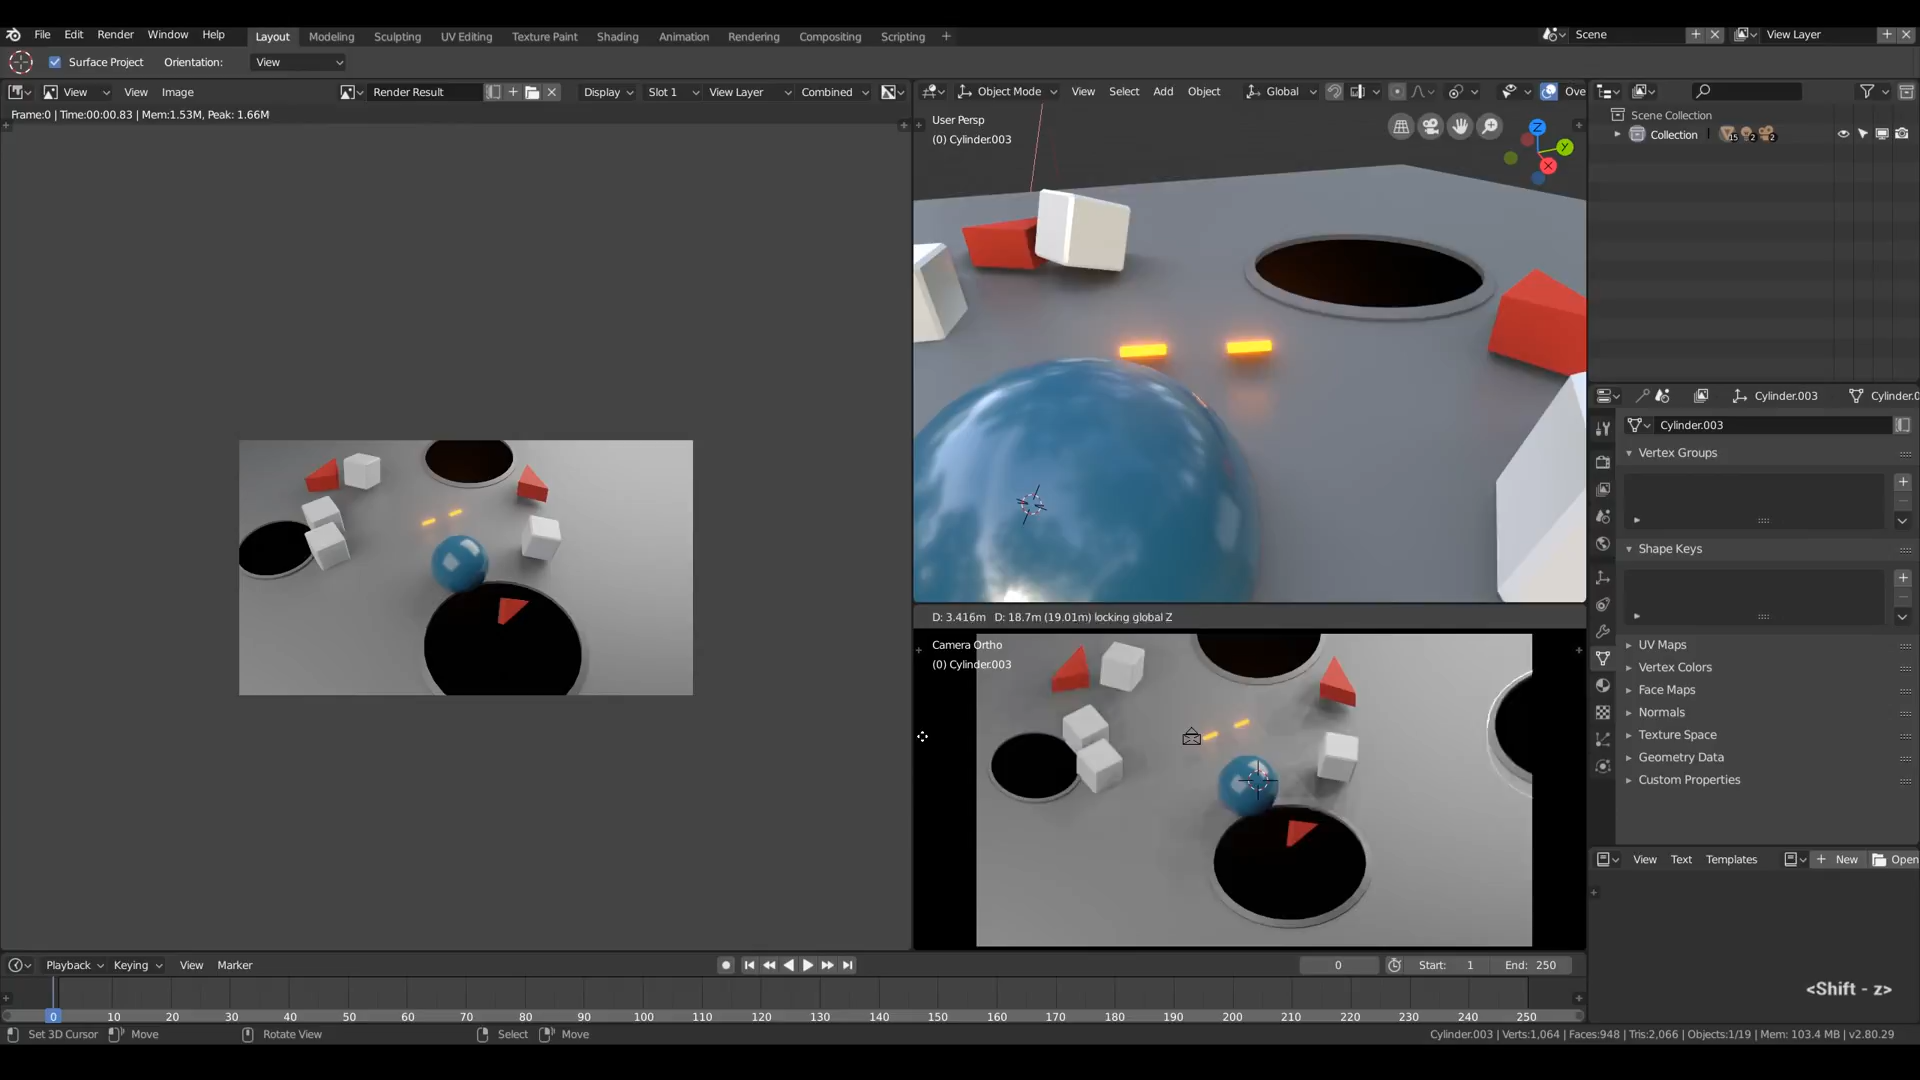 File Edit Render Window Help Layout Modeling Sculpting UV Editing Texture Paint Shading Animation Rendering Compositing Scripting + Scene View Layer
Surface Project Orientation: View
View View Image Render Result Display Slot 1 View Layer Combined
Object Mode View Select Add Object Global Ove
Frame:0 | Time:00:00.83 | Mem:1.53M, Peak: 1.66M
User Persp
(0) Cylinder.003
Z
Y
X
Scene Collection
Collection 15 2 2
Cylinder.003 Cylinder.0
Cylinder.003
Vertex Groups
Shape Keys
UV Maps
Vertex Colors
Face Maps
Normals
Texture Space
Geometry Data
Custom Properties
D: 3.416m D: 18.7m (19.01m) locking global Z
Camera Ortho
(0) Cylinder.003
View Text Templates New Open
Playback Keying View Marker 0 Start: 1 End: 250
0 10 20 30 40 50 60 70 80 90 100 110 120 130 140 150 160 170 180 190 200 210 220 230 240 250
<Shift - z>
Set 3D Cursor Move Rotate View Select Move Cylinder.003 | Verts:1,064 | Faces:948 | Tris:2,066 | Objects:1/19 | Mem: 103.4 MB | v2.80.29